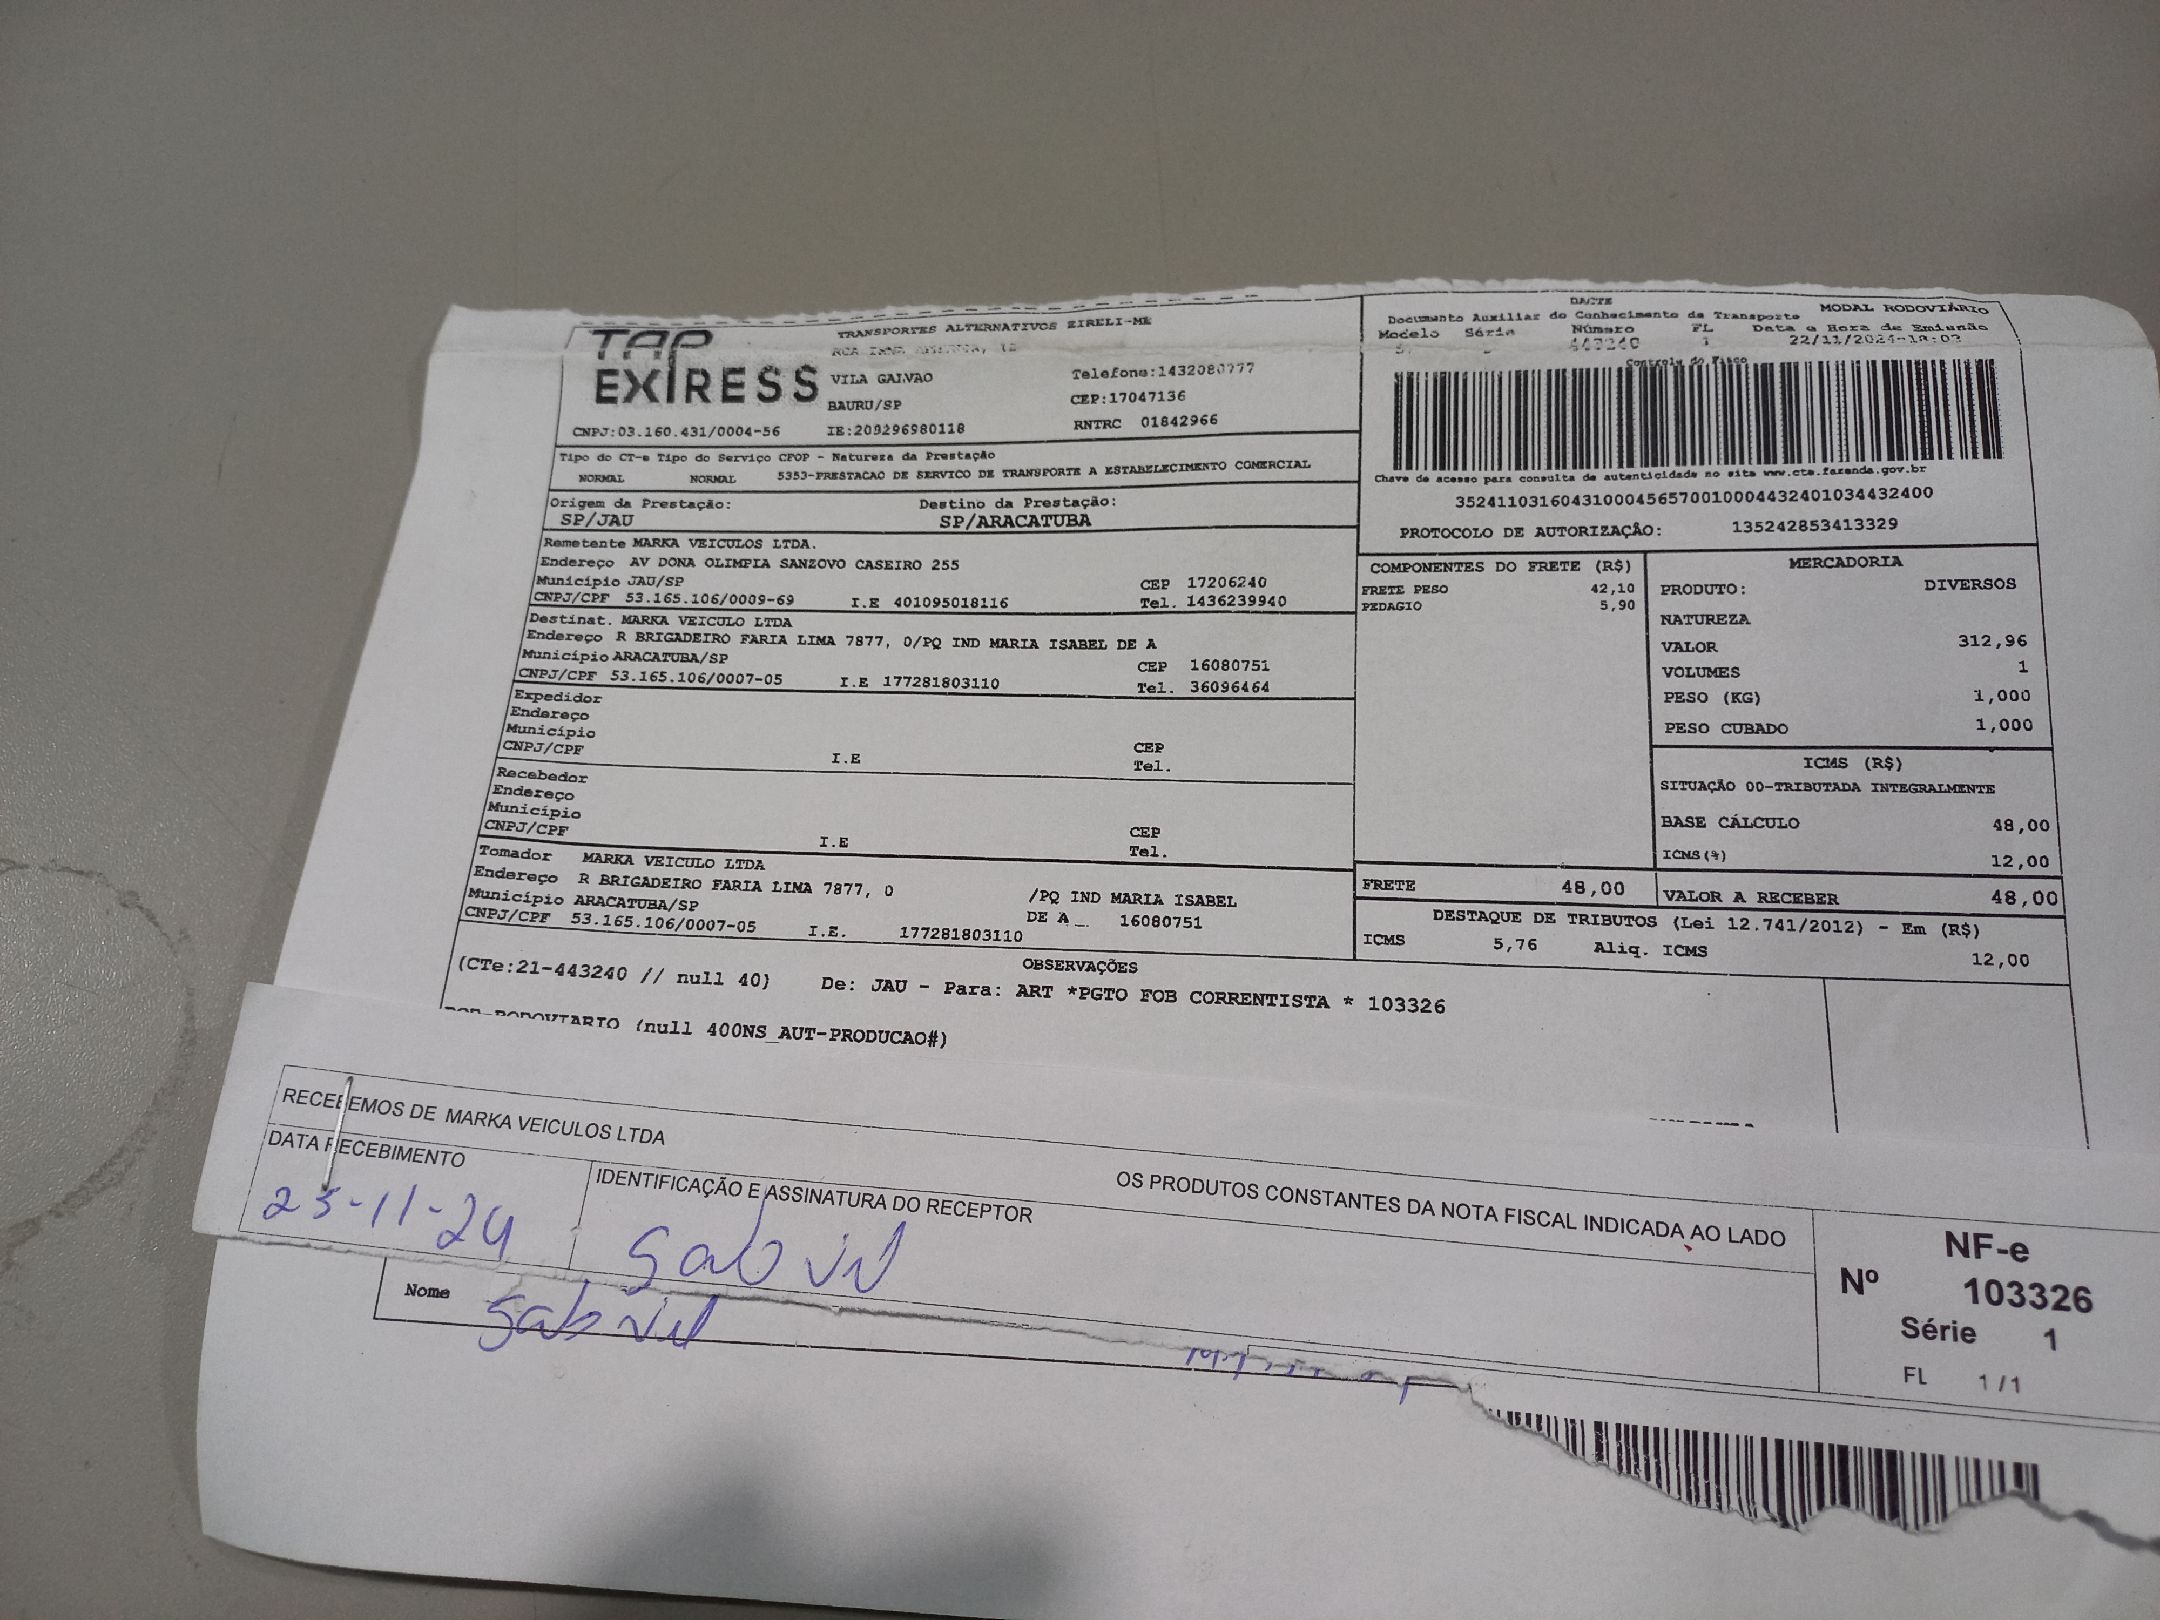 TAP
EXPRESS
TRANSPORTES ALTERNATIVOS EIRELI-ME
VILA GALVAO
BAURU/SP
Telefone:1432080777
CEP:17047136
CNPJ:03.160.431/0004-56 IE:209296980118 RNTRC 01842966
DACTE
Documento Auxiliar do Conhecimento de Transporte
MODAL RODOVIÁRIO
Modelo Série Número FL Data e Hora de Emissão
443240 1 22/11/2024-18:02
Controle do Fisco
Chave de acesso para consulta de autenticidade no site www.cte.fazenda.gov.br
35241103160431000456570010004432401034432400
PROTOCOLO DE AUTORIZAÇÃO: 135242853413329
Tipo do CT-e Tipo do Serviço CFOP - Natureza da Prestação
NORMAL NORMAL 5353-PRESTACAO DE SERVICO DE TRANSPORTE A ESTABELECIMENTO COMERCIAL
Origem da Prestação: Destino da Prestação:
SP/JAU SP/ARACATUBA
Remetente MARKA VEICULOS LTDA.
Endereço AV DONA OLIMPIA SANZOVO CASEIRO 255
Município JAU/SP CEP 17206240
CNPJ/CPF 53.165.106/0009-69 I.E 401095018116 Tel. 1436239940
Destinat. MARKA VEICULO LTDA
Endereço R BRIGADEIRO FARIA LIMA 7877, 0/PQ IND MARIA ISABEL DE A
Município ARACATUBA/SP CEP 16080751
CNPJ/CPF 53.165.106/0007-05 I.E 177281803110 Tel. 36096464
Expedidor
Endereço
Município CEP
CNPJ/CPF I.E Tel.
Recebedor
Endereço
Município CEP
CNPJ/CPF I.E Tel.
Tomador MARKA VEICULO LTDA
Endereço R BRIGADEIRO FARIA LIMA 7877, 0 /PQ IND MARIA ISABEL
Município ARACATUBA/SP DE A 16080751
CNPJ/CPF 53.165.106/0007-05 I.E. 177281803110
COMPONENTES DO FRETE (R$)
FRETE PESO 42,10
PEDAGIO 5,90
MERCADORIA
PRODUTO: DIVERSOS
NATUREZA
VALOR 312,96
VOLUMES 1
PESO (KG) 1,000
PESO CUBADO 1,000
ICMS (R$)
SITUAÇÃO 00-TRIBUTADA INTEGRALMENTE
BASE CÁLCULO 48,00
ICMS(%) 12,00
FRETE 48,00 VALOR A RECEBER 48,00
DESTAQUE DE TRIBUTOS (Lei 12.741/2012) - Em (R$)
ICMS 5,76 Aliq. ICMS 12,00
OBSERVAÇÕES
(CTe:21-443240 // null 40) De: JAU - Para: ART *PGTO FOB CORRENTISTA * 103326
RODOVIARIO (null 400NS_AUT-PRODUCAO#)
RECEBEMOS DE MARKA VEICULOS LTDA
OS PRODUTOS CONSTANTES DA NOTA FISCAL INDICADA AO LADO
DATA RECEBIMENTO
IDENTIFICAÇÃO E ASSINATURA DO RECEPTOR
23-11-24
Gabriel
NF-e
Nº 103326
Série 1
FL 1/1
Nome Gabriel